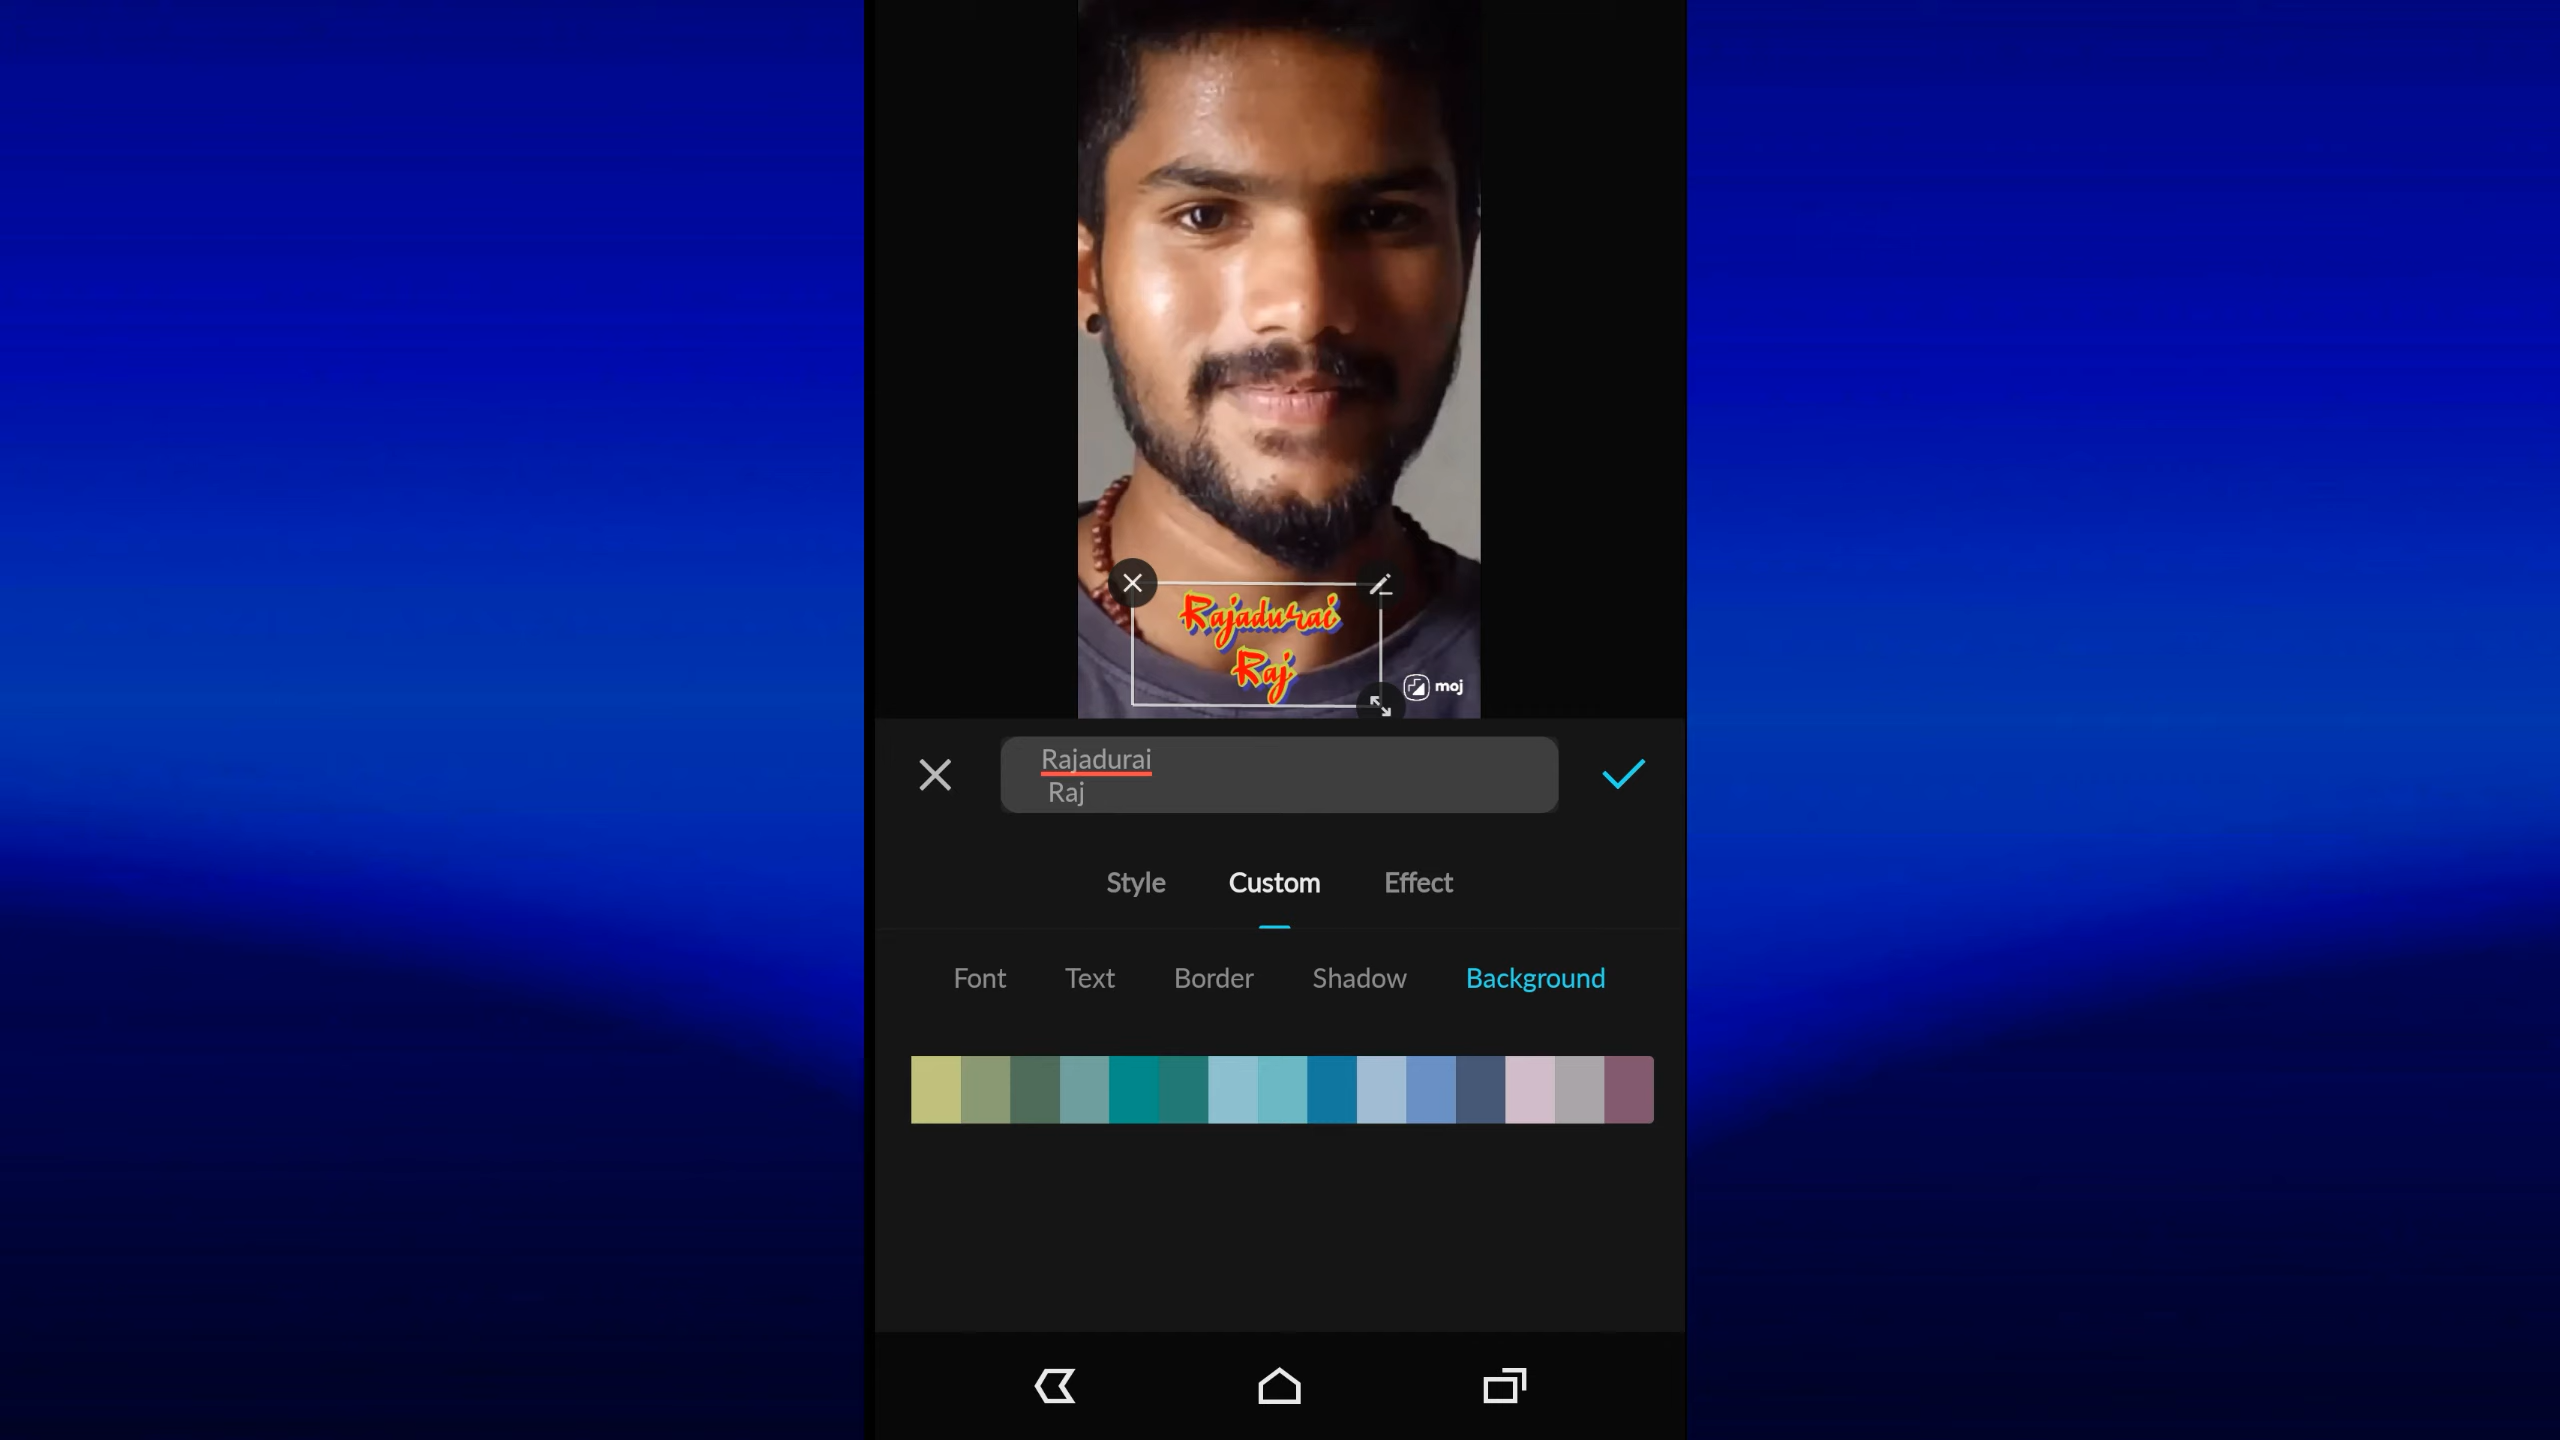 Rajadurai
Raj
moj
Rajadurai
Raj
Style Custom Effect
Font Text Border Shadow Background